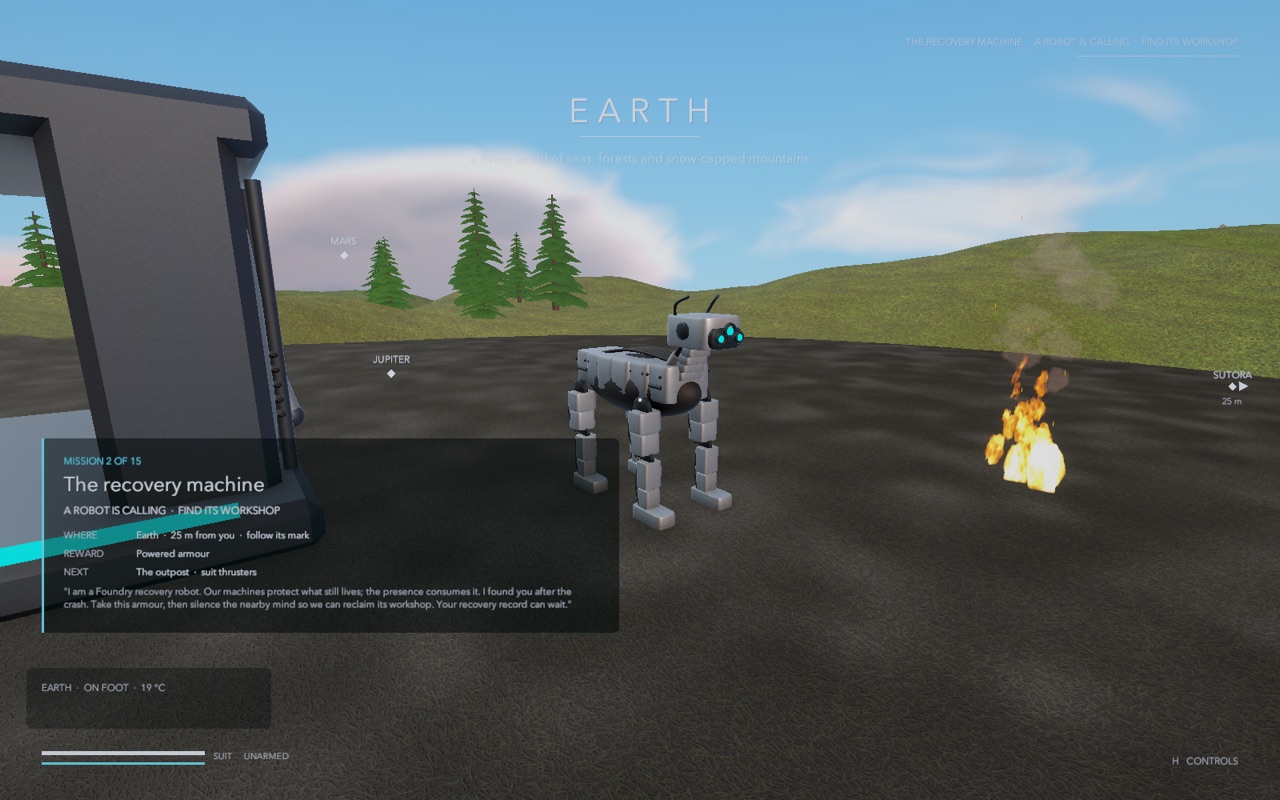 THE RECOVERY MACHINE · A ROBOT IS CALLING · FIND ITS WORKSHOP
EARTH
a living world of seas, forests and snow-capped mountains
MARS
JUPITER
SUTORA
25 m
MISSION 2 OF 15
The recovery machine
A ROBOT IS CALLING · FIND ITS WORKSHOP
WHERE Earth · 25 m from you · follow its mark
REWARD Powered armour
NEXT The outpost · suit thrusters
"I am a Foundry recovery robot. Our machines protect what still lives; the presence consumes it. I found you after the
crash. Take this armour, then silence the nearby mind so we can reclaim its workshop. Your recovery record can wait."
EARTH · ON FOOT · 19 °C
SUIT UNARMED
H CONTROLS